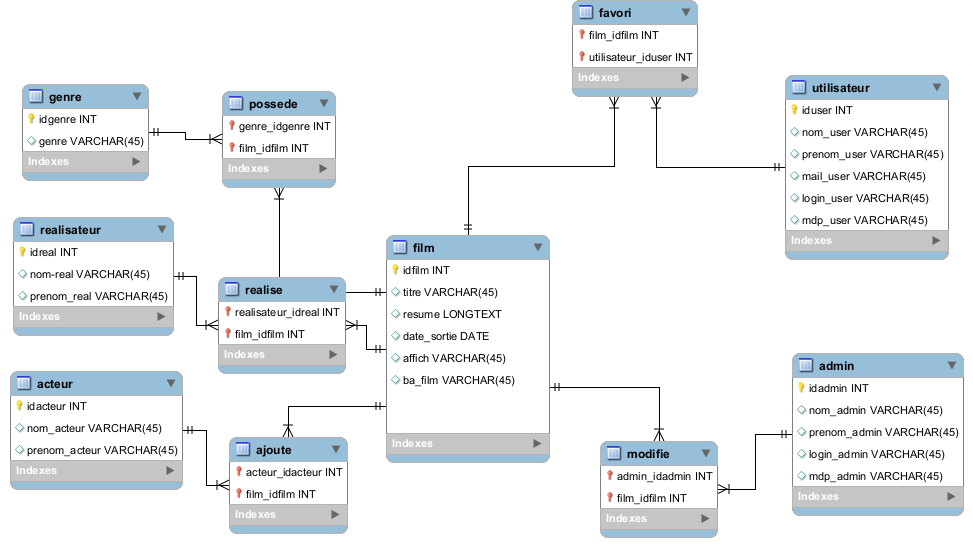 favori
film_idfilm INT
utilisateur_iduser INT
Indexes
genre
idgenre INT
genre VARCHAR(45)
Indexes
possede
genre_idgenre INT
film_idfilm INT
Indexes
utilisateur
iduser INT
nom_user VARCHAR(45)
prenom_user VARCHAR(45)
mail_user VARCHAR(45)
login_user VARCHAR(45)
mdp_user VARCHAR(45)
Indexes
realisateur
idreal INT
nom-real VARCHAR(45)
prenom_real VARCHAR(45)
Indexes
realise
realisateur_idreal INT
film_idfilm INT
Indexes
film
idfilm INT
titre VARCHAR(45)
resume LONGTEXT
date_sortie DATE
affich VARCHAR(45)
ba_film VARCHAR(45)
Indexes
acteur
idacteur INT
nom_acteur VARCHAR(45)
prenom_acteur VARCHAR(45)
Indexes
ajoute
acteur_idacteur INT
film_idfilm INT
Indexes
modifie
admin_idadmin INT
film_idfilm INT
Indexes
admin
idadmin INT
nom_admin VARCHAR(45)
prenom_admin VARCHAR(45)
login_admin VARCHAR(45)
mdp_admin VARCHAR(45)
Indexes